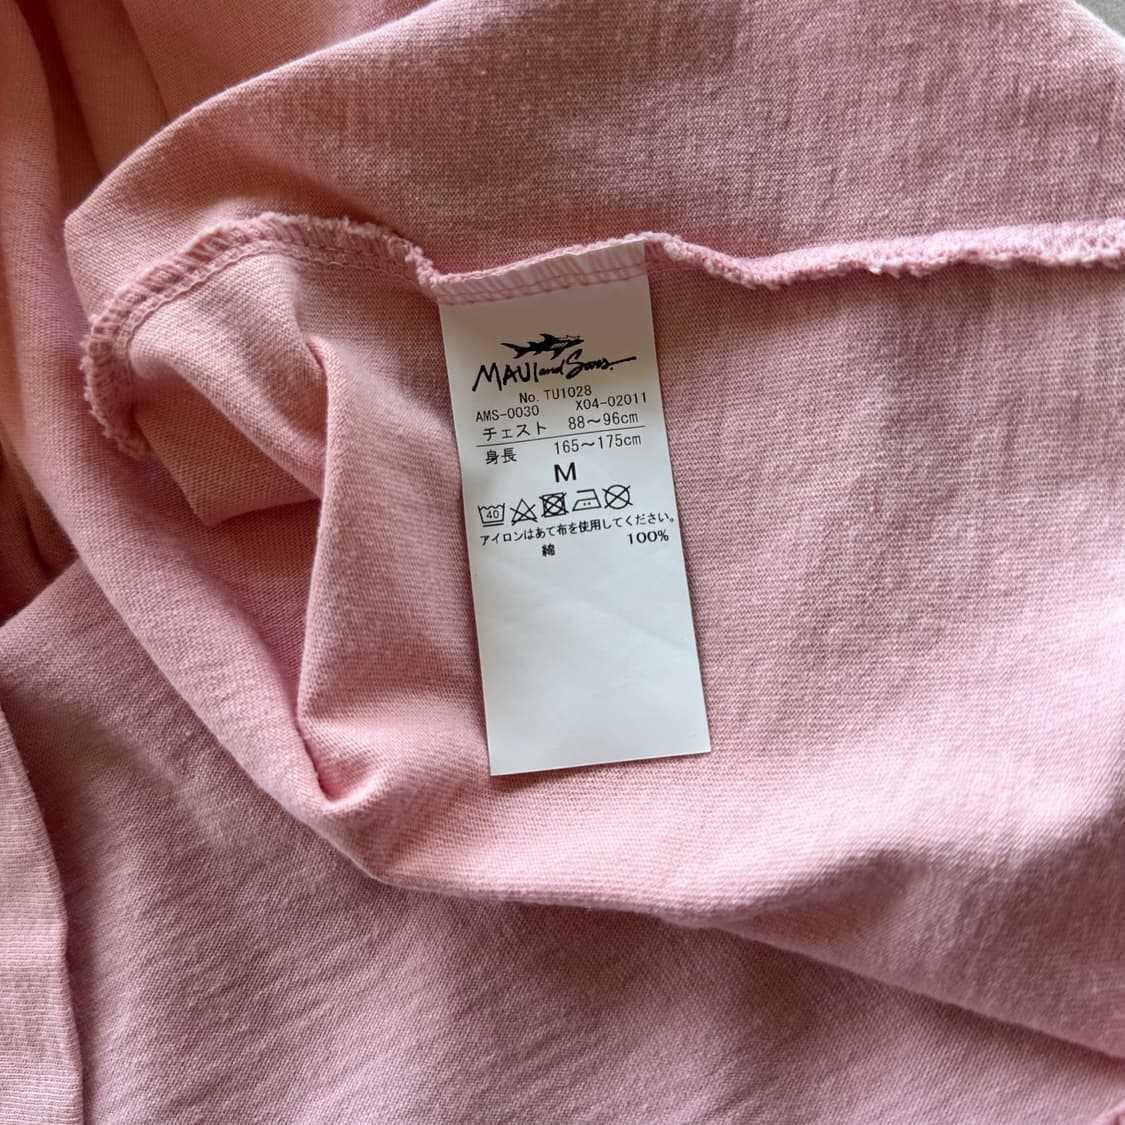 MAUI and Sons.
No. TU1028
AMS-0030 X04-02011
チェスト 88～96cm
身長 165～175cm
M
40
アイロンはあて布を使用してください。
綿 100%